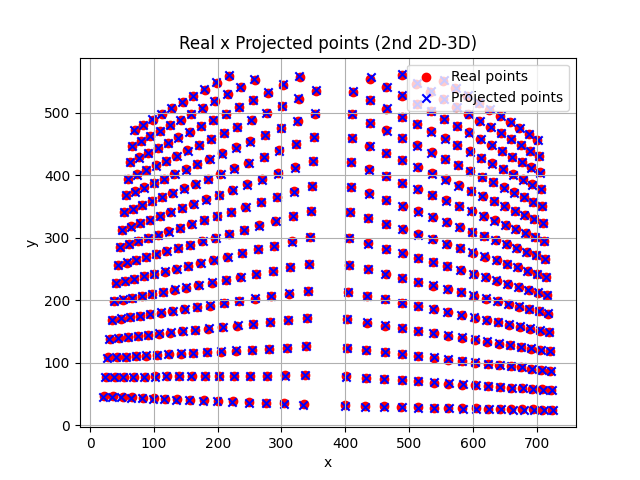 Real x Projected points (2nd 2D-3D)
Real points
Projected points
500
400
300
200
100
0
y
0 100 200 300 400 500 600 700
x